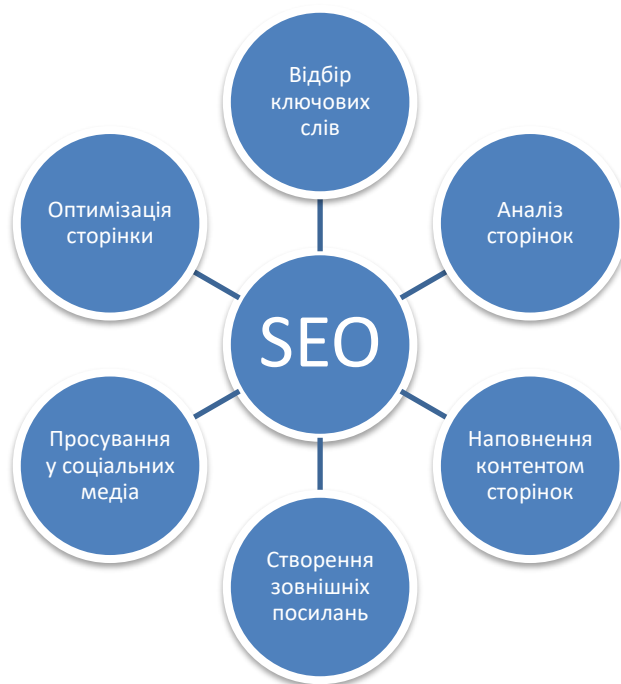 Відбір
ключових
слів
Аналіз
сторінок
Наповнення
контентом
сторінок
Створення
зовнішніх
посилань
Просування
у соціальних
медіа
Оптимізація
сторінки
SEO